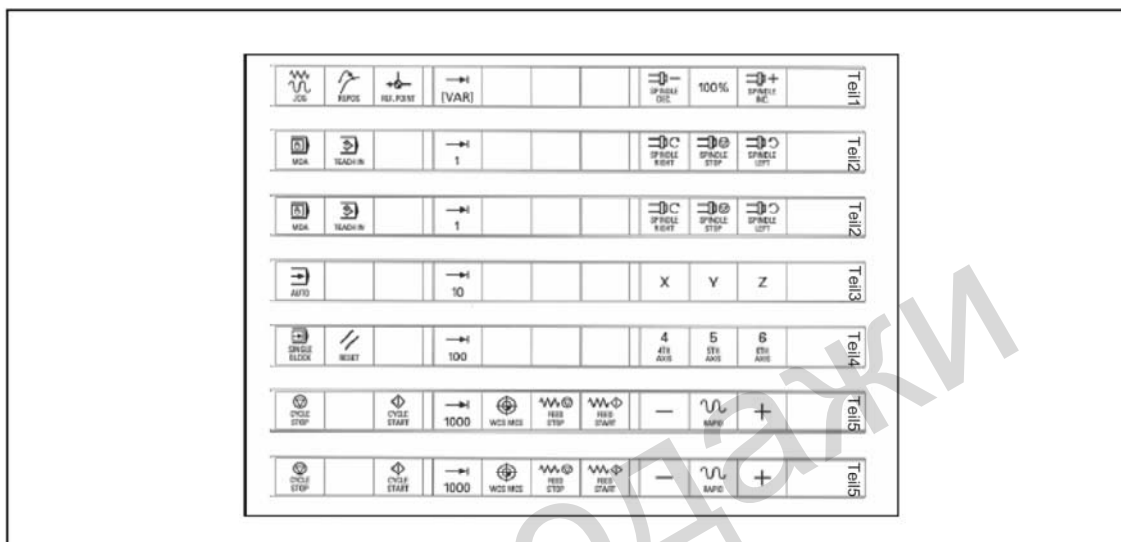 JOG REPOS REF. POINT [VAR] SPINDLE DEC. 100% SPINDLE INC. Teil1
MDA TEACH IN 1 SPINDLE RIGHT SPINDLE STOP SPINDLE LEFT Teil2
MDA TEACH IN 1 SPINDLE RIGHT SPINDLE STOP SPINDLE LEFT Teil2
AUTO 10 X Y Z Teil3
SINGLE BLOCK RESET 100 4 4TH AXIS 5 5TH AXIS 6 6TH AXIS Teil4
CYCLE STOP CYCLE START 1000 WCS MCS FEED STOP FEED START – RAPID + Teil5
CYCLE STOP CYCLE START 1000 WCS MCS FEED STOP FEED START – RAPID + Teil5